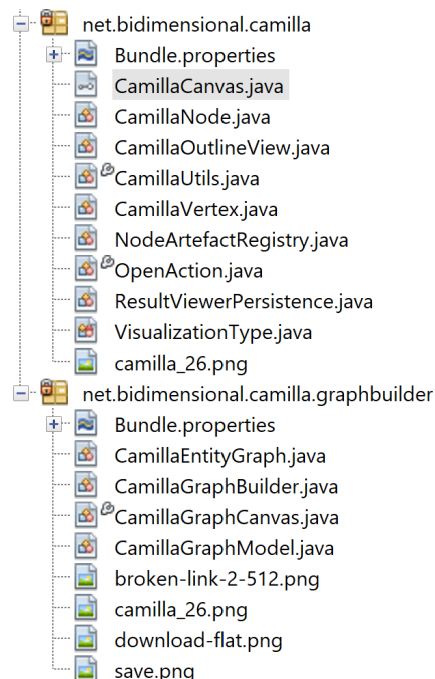 net.bidimensional.camilla
Bundle.properties
CamillaCanvas.java
CamillaNode.java
CamillaOutlineView.java
CamillaUtils.java
CamillaVertex.java
NodeArtefactRegistry.java
OpenAction.java
ResultViewerPersistence.java
VisualizationType.java
camilla_26.png
net.bidimensional.camilla.graphbuilder
Bundle.properties
CamillaEntityGraph.java
CamillaGraphBuilder.java
CamillaGraphCanvas.java
CamillaGraphModel.java
broken-link-2-512.png
camilla_26.png
download-flat.png
save.png